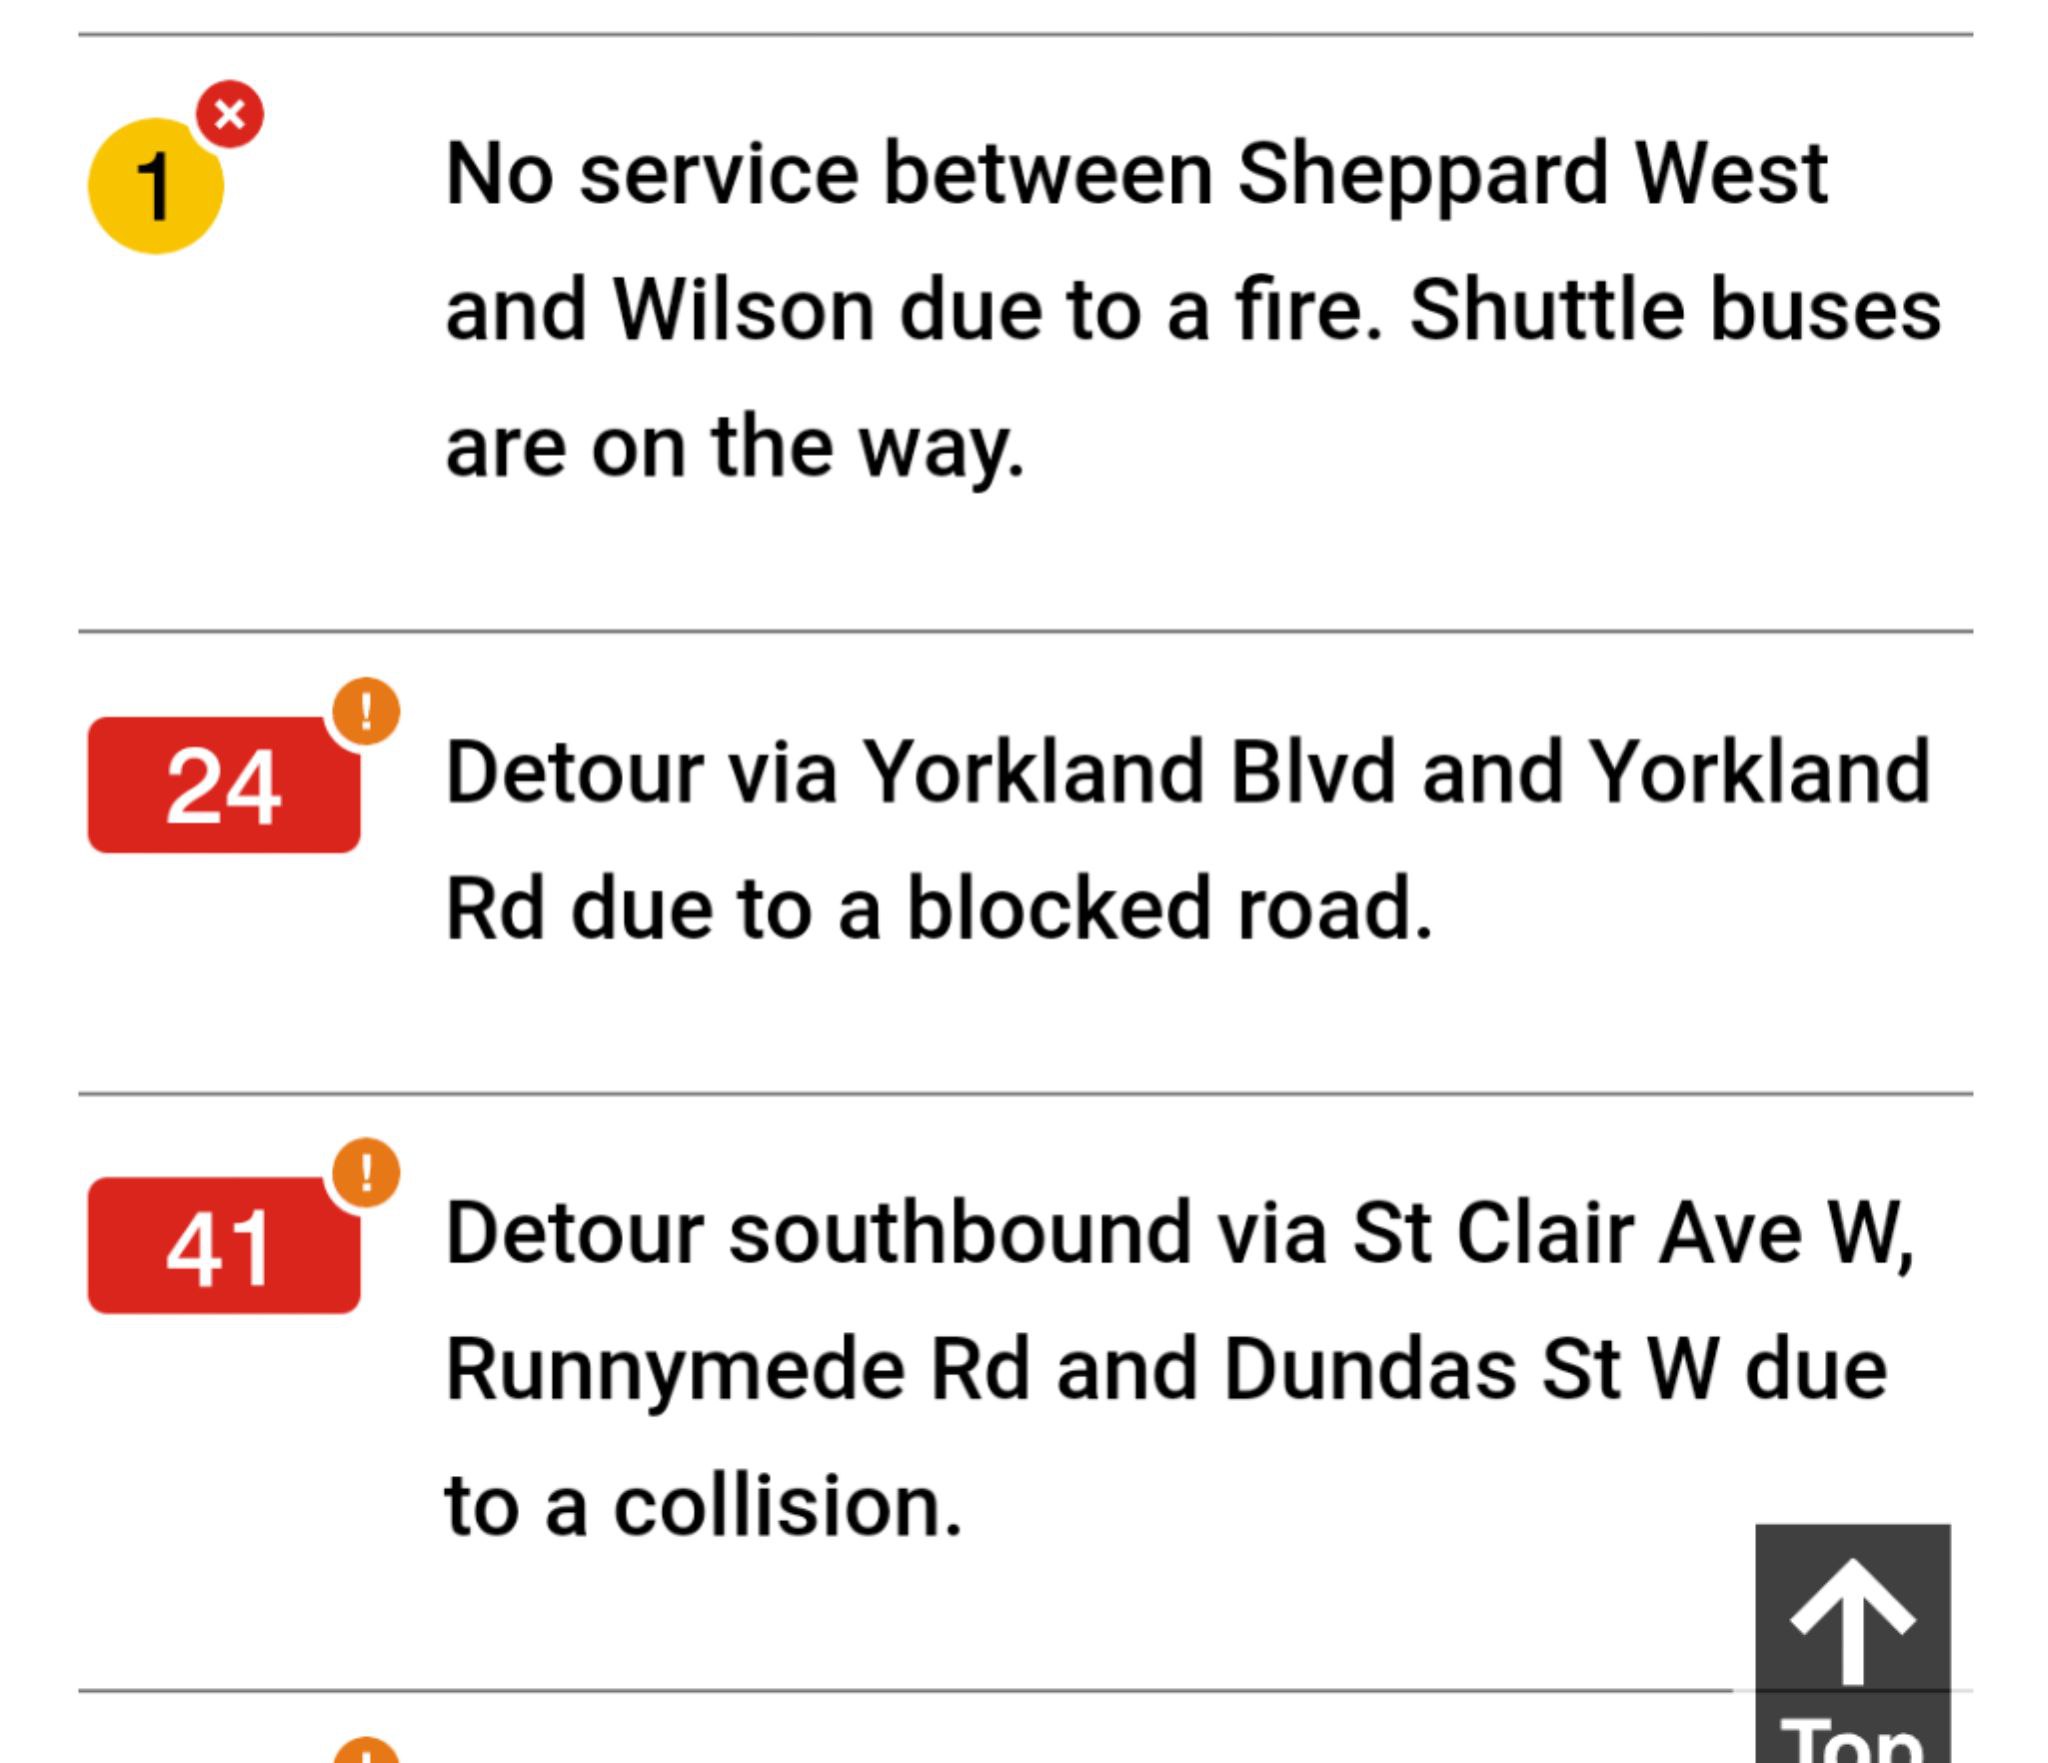 1
No service between Sheppard West
and Wilson due to a fire. Shuttle buses
are on the way.
24
!
Detour via Yorkland Blvd and Yorkland
Rd due to a blocked road.
41
!
Detour southbound via St Clair Ave W,
Runnymede Rd and Dundas St W due
to a collision.
Top